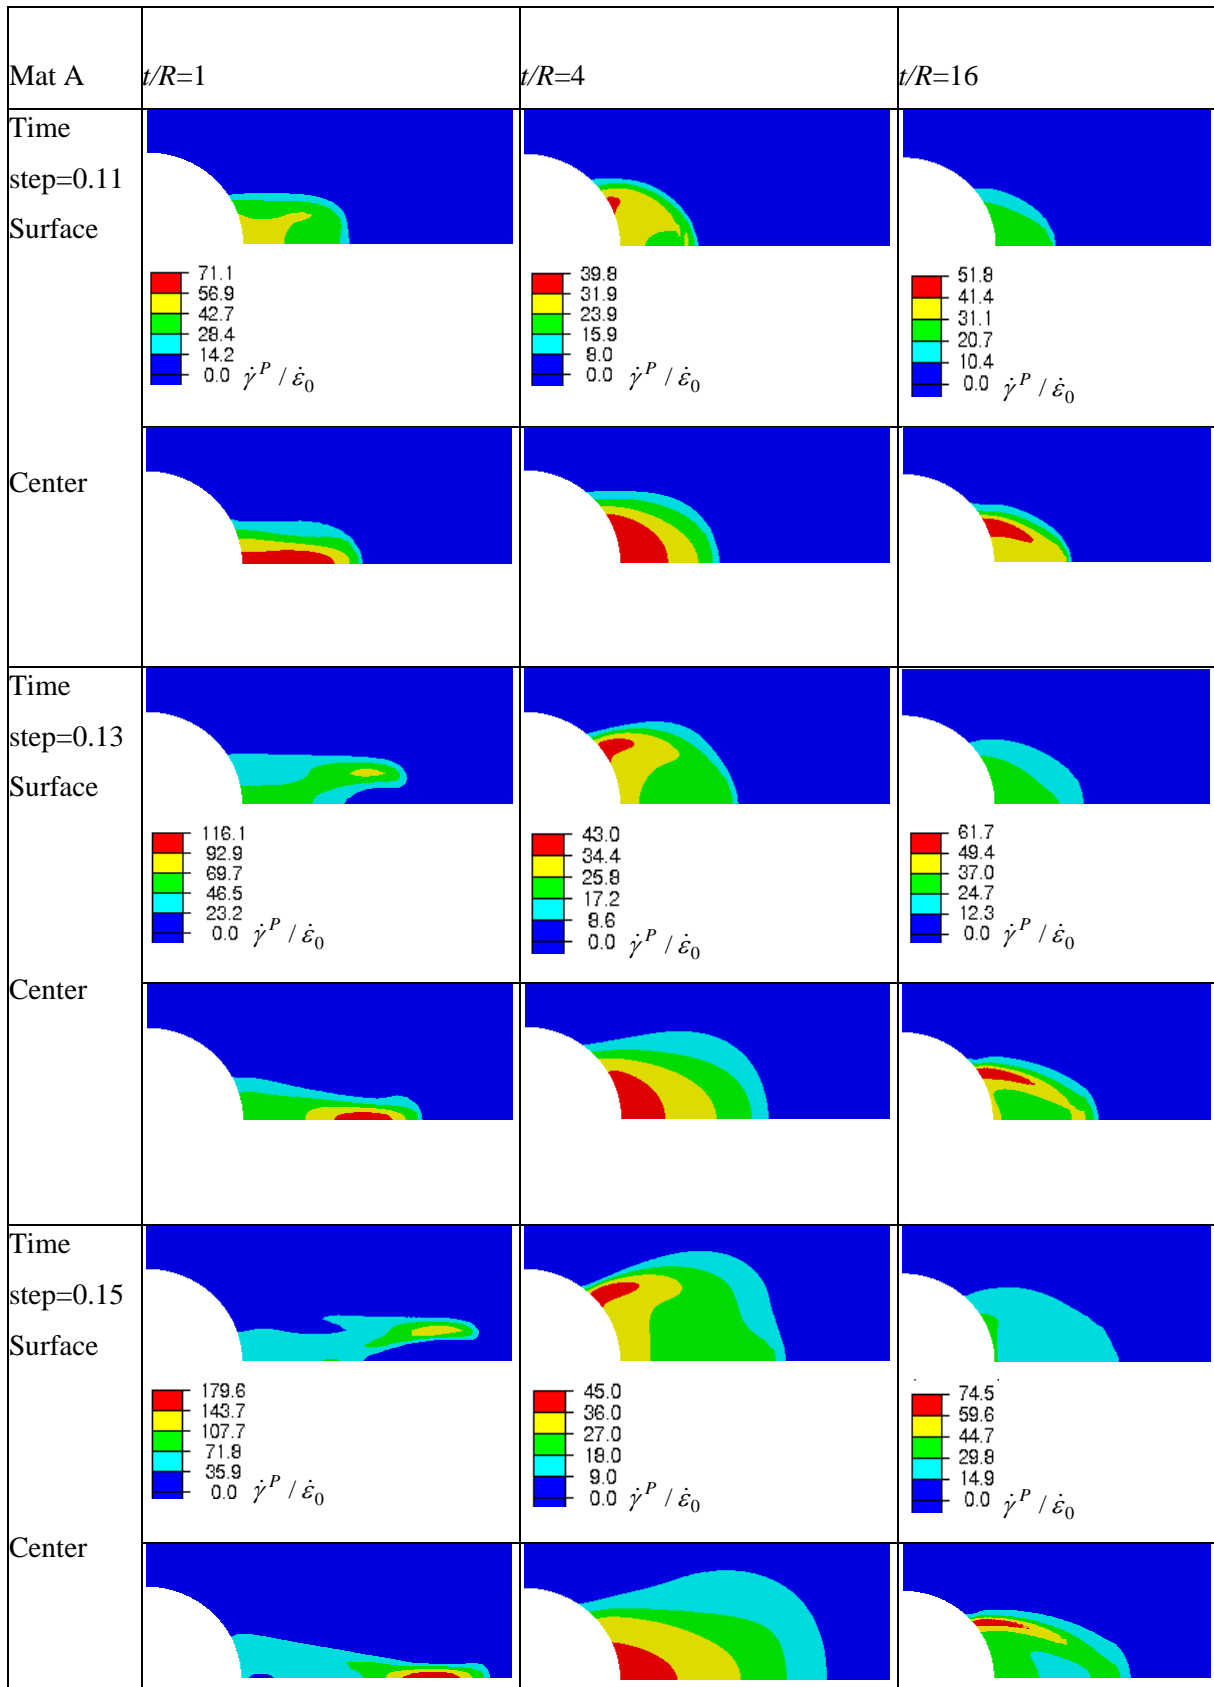 Mat A
t/R=1
t/R=4
t/R=16
Time
step=0.11
Surface
71.1
56.9
42.7
28.4
14.2
0.0 γ̇ᴾ / ε̇₀
39.8
31.9
23.9
15.9
8.0
0.0 γ̇ᴾ / ε̇₀
51.8
41.4
31.1
20.7
10.4
0.0 γ̇ᴾ / ε̇₀
Center
Time
step=0.13
Surface
116.1
92.9
69.7
46.5
23.2
0.0 γ̇ᴾ / ε̇₀
43.0
34.4
25.8
17.2
8.6
0.0 γ̇ᴾ / ε̇₀
61.7
49.4
37.0
24.7
12.3
0.0 γ̇ᴾ / ε̇₀
Center
Time
step=0.15
Surface
179.6
143.7
107.7
71.8
35.9
0.0 γ̇ᴾ / ε̇₀
45.0
36.0
27.0
18.0
9.0
0.0 γ̇ᴾ / ε̇₀
74.5
59.6
44.7
29.8
14.9
0.0 γ̇ᴾ / ε̇₀
Center